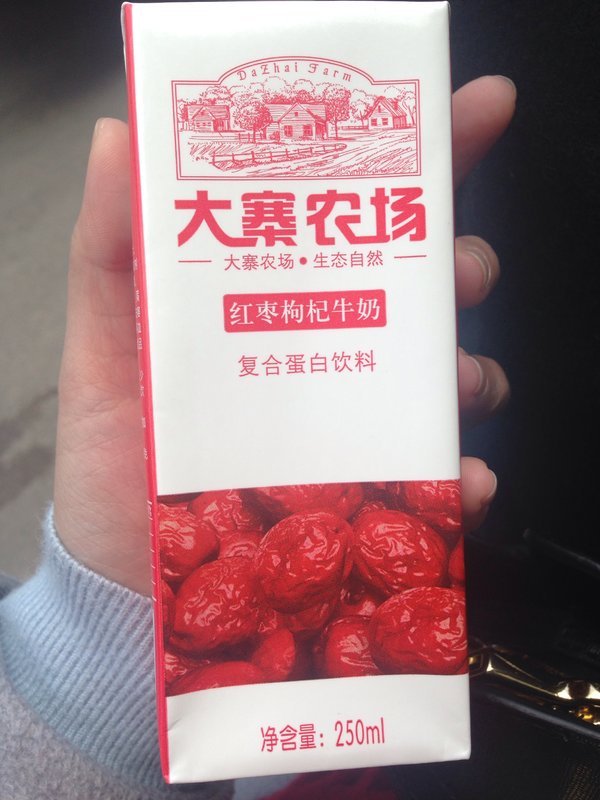 DaZhai Farm
大寨农场
大寨农场•生态自然
红枣枸杞牛奶
复合蛋白饮料
净含量：250ml